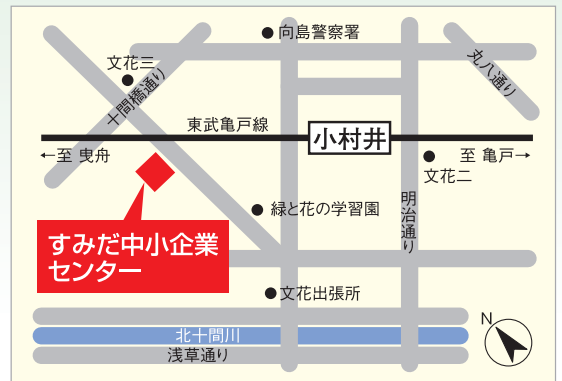 向島警察署
文花三
十間橋通り
丸八通り
東武亀戸線
小村井
←至 曳舟
至 亀戸→
文花二
明治通り
緑と花の学習園
すみだ中小企業
センター
文花出張所
北十間川
浅草通り
N